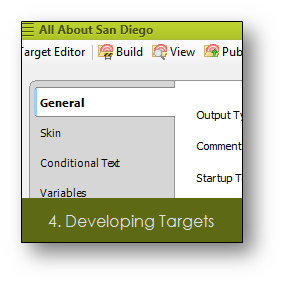 All About San Diego
Target Editor Build View Pub
General
Output Ty
Skin
Comment
Conditional Text
Startup T
Variables
4. Developing Targets